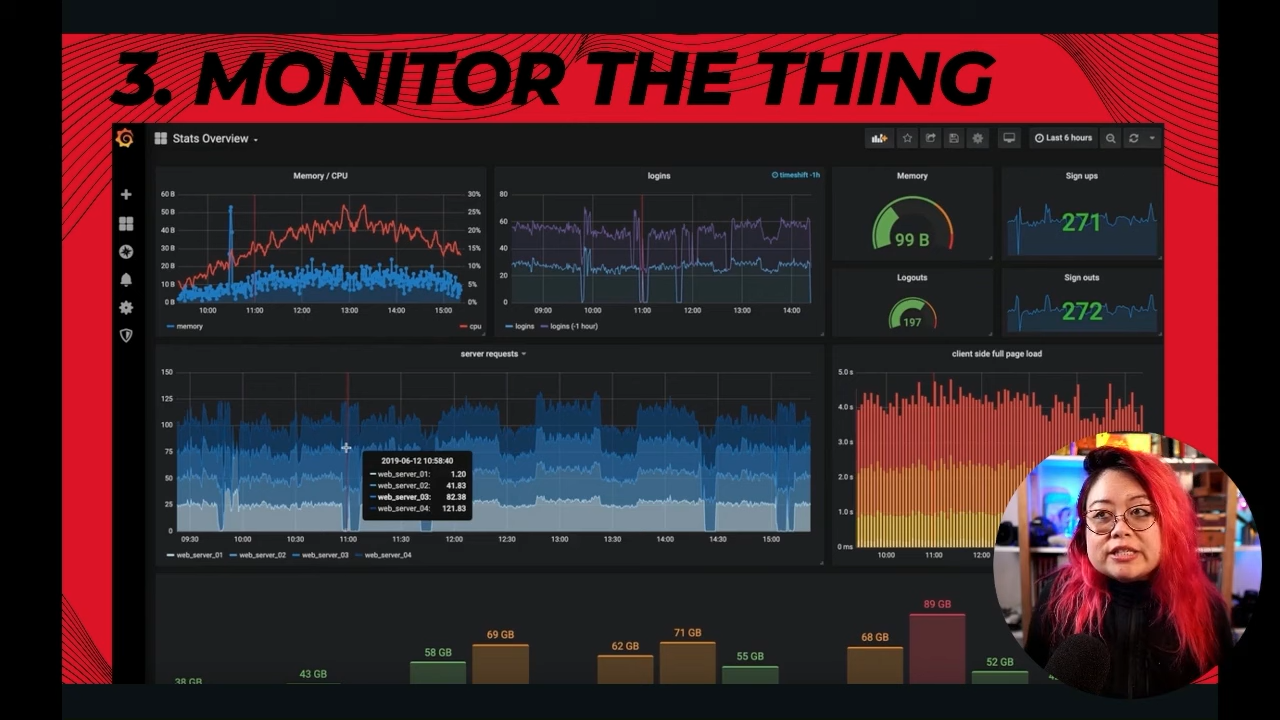 3. MONITOR THE THING
Stats Overview
Last 6 hours
Memory / CPU
60 B
50 B
40 B
30 B
20 B
10 B
0 B
30%
25%
20%
15%
10%
5%
0%
10:00 11:00 12:00 13:00 14:00 15:00
memory
cpu
logins
timeshift -1h
80
60
40
20
0
09:00 10:00 11:00 12:00 13:00 14:00
logins logins (-1 hour)
Memory
99 B
Sign ups
271
Logouts
197
Sign outs
272
server requests
150
125
100
75
50
25
0
2019-06-12 10:58:40
web_server_01: 1.20
web_server_02: 41.83
web_server_03: 82.38
web_server_04: 121.83
09:30 10:00 10:30 11:00 11:30 12:00 12:30 13:00 13:30 14:00 14:30 15:00
web_server_01 web_server_02 web_server_03 web_server_04
client side full page load
5.0 s
4.0 s
3.0 s
2.0 s
1.0 s
0 ms
10:00 11:00 12:00
38 GB
43 GB
58 GB
69 GB
62 GB
71 GB
55 GB
68 GB
89 GB
52 GB